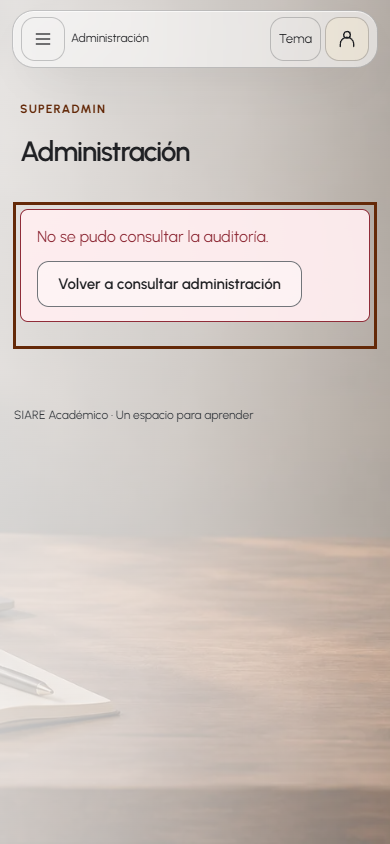 Administración
Tema
SUPERADMIN
Administración
No se pudo consultar la auditoría.
Volver a consultar administración
SIARE Académico · Un espacio para aprender